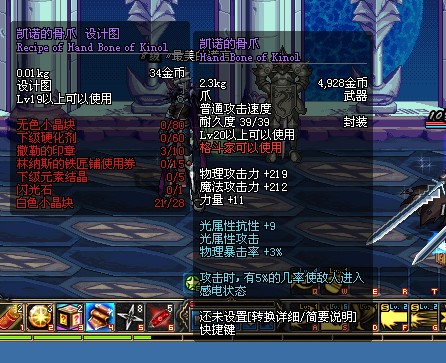 凯诺的骨爪 设计图
Recipe of Hand Bone of Kinol
0.01kg 34金币
设计图
Lv19以上可以使用
无色小晶块 0/80
下级硬化剂 0/60
撒勒的印章 3/10
林纳斯的铁匠铺使用券 0/15
下级元素结晶 0/5
闪光石 0/1
白色小晶块 21/28
凯诺的骨爪
Hand Bone of Kinol
2.3kg 4,928金币
爪 武器
普通攻击速度
耐久度 39/39 封装
Lv20以上可以使用
格斗家可以使用
物理攻击力 +219
魔法攻击力 +212
力量 +11
光属性抗性 +9
光属性攻击
物理暴击率 +3%
攻击时,有5%的几率使敌人进入
感电状态
还未设置[转换详细/简要说明]
快捷键